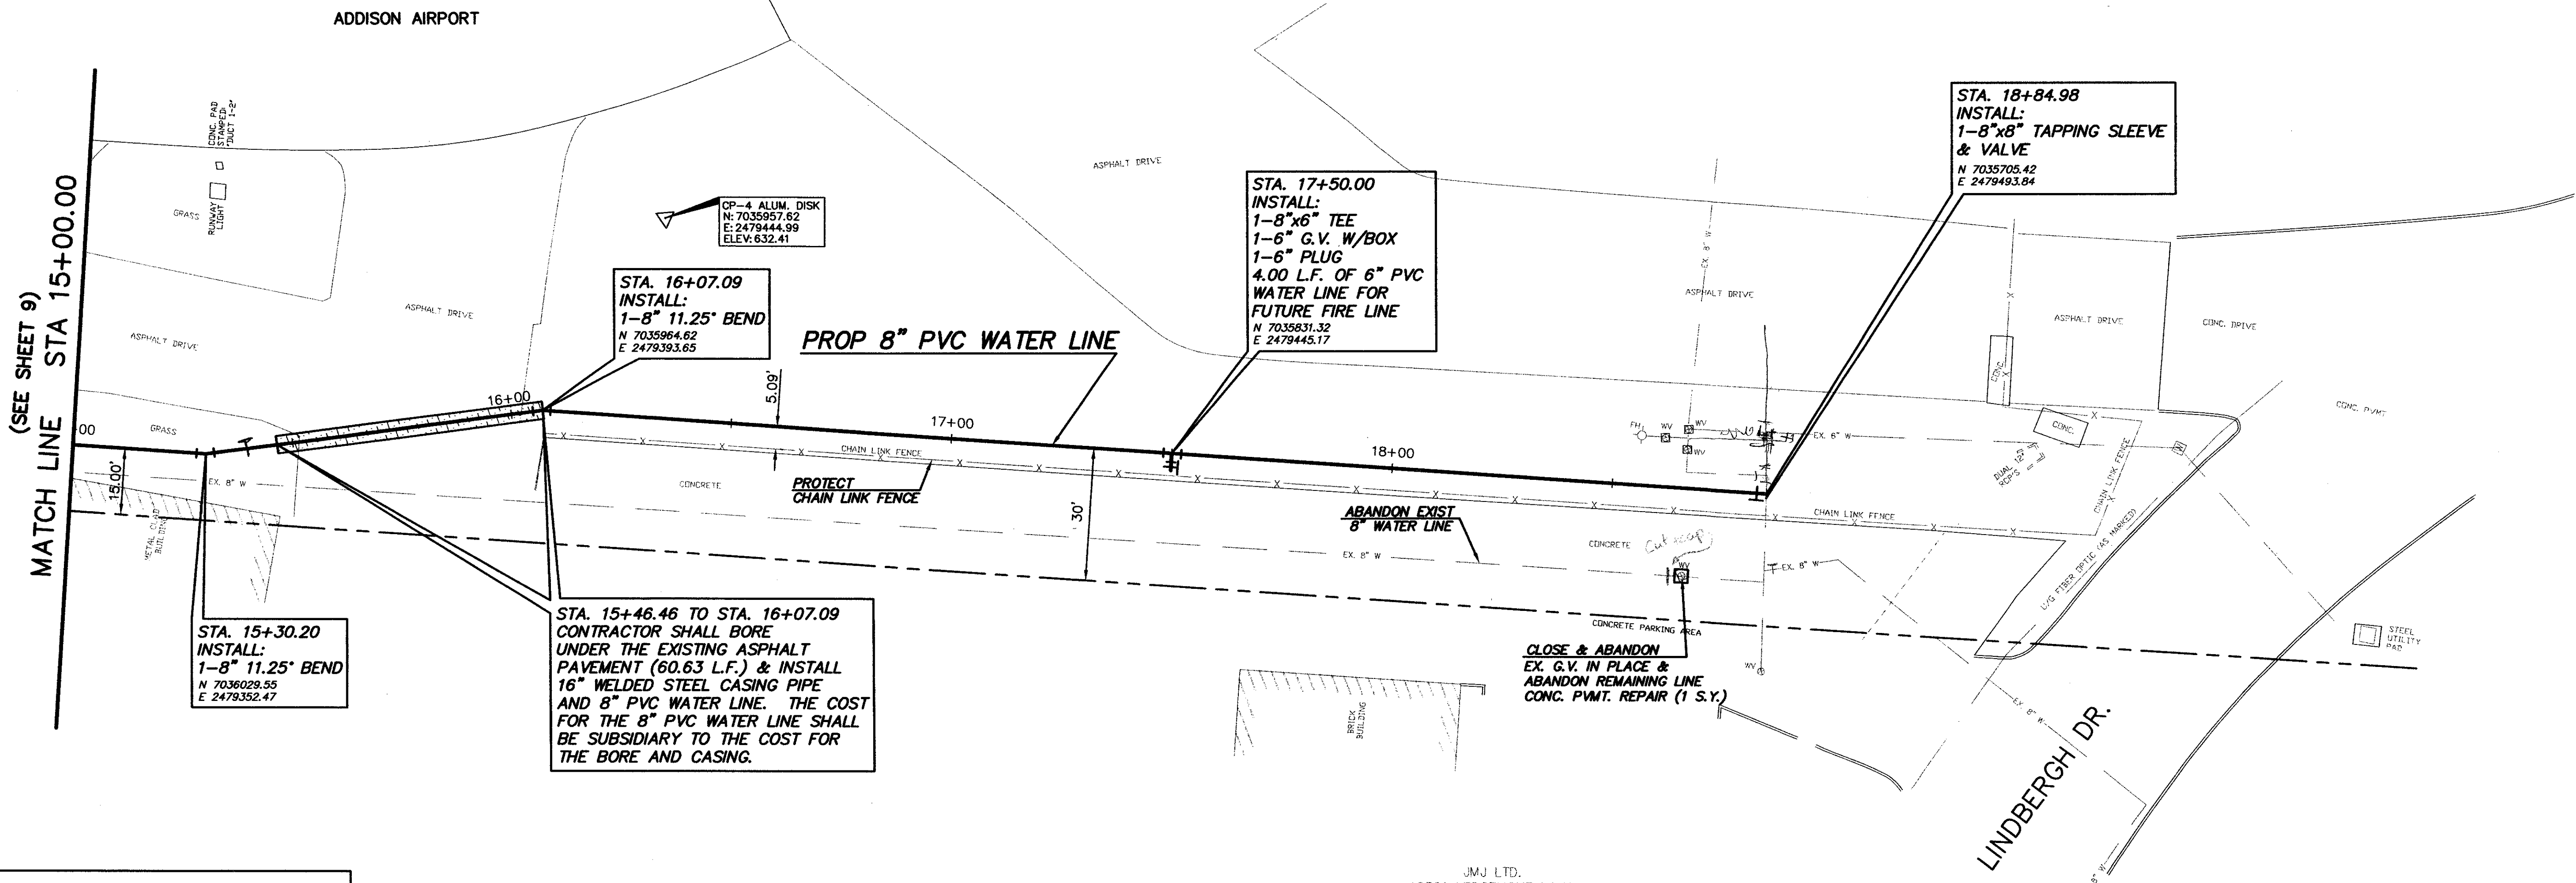 ADDISON AIRPORT
(SEE SHEET 9)
MATCH LINE STA 15+00.00
CONC. PAD
STAMPED:
"DUCT 1-2"
RUNWAY
LIGHT
GRASS
ASPHALT DRIVE
ASPHALT DRIVE
CP-4 ALUM. DISK
N: 7035957.62
E: 2479444.99
ELEV: 632.41
STA. 16+07.09
INSTALL:
1-8" 11.25° BEND
N 7035964.62
E 2479393.65
PROP 8" PVC WATER LINE
ASPHALT DRIVE
STA. 17+50.00
INSTALL:
1-8"x6" TEE
1-6" G.V. W/BOX
1-6" PLUG
4.00 L.F. OF 6" PVC
WATER LINE FOR
FUTURE FIRE LINE
N 7035831.32
E 2479445.17
STA. 18+84.98
INSTALL:
1-8"x8" TAPPING SLEEVE
& VALVE
N 7035705.42
E 2479493.84
EX. 8" W
ASPHALT DRIVE
ASPHALT DRIVE
CONC. DRIVE
CONC.
CONC.
CONC. PVMT
00
GRASS
16+00
5.09'
17+00
18+00
FH
WV
WV
WV
EX. 6" W
W
DUAL 12"
RCP'S
CHAIN LINK FENCE
15.00'
EX. 8" W
METAL CLAD
BUILDING
CONCRETE
CHAIN LINK FENCE
PROTECT
CHAIN LINK FENCE
30'
ABANDON EXIST
8" WATER LINE
EX. 8" W
CONCRETE
Cut & cap
WV
EX. 8" W
CHAIN LINK FENCE
U/G FIBER OPTIC (AS MARKED)
CONCRETE PARKING AREA
WV
STEEL
UTILITY
PAD
STA. 15+30.20
INSTALL:
1-8" 11.25° BEND
N 7036029.55
E 2479352.47
STA. 15+46.46 TO STA. 16+07.09
CONTRACTOR SHALL BORE
UNDER THE EXISTING ASPHALT
PAVEMENT (60.63 L.F.) & INSTALL
16" WELDED STEEL CASING PIPE
AND 8" PVC WATER LINE. THE COST
FOR THE 8" PVC WATER LINE SHALL
BE SUBSIDIARY TO THE COST FOR
THE BORE AND CASING.
CLOSE & ABANDON
EX. G.V. IN PLACE &
ABANDON REMAINING LINE
CONC. PVMT. REPAIR (1 S.Y.)
BRICK
BUILDING
EX. 8" W
LINDBERGH DR.
8" W
JMJ LTD.